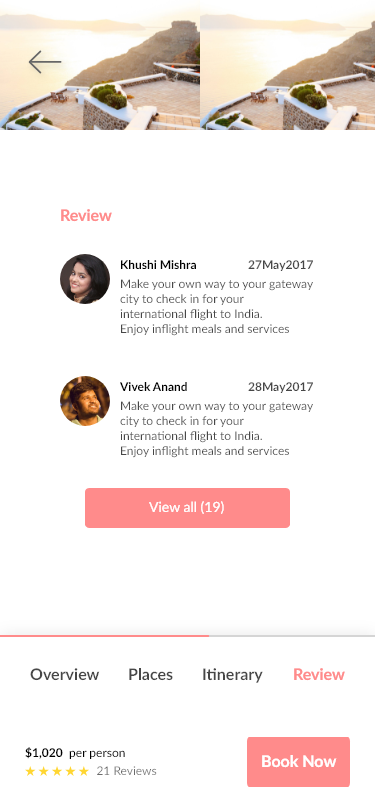 Review
Khushi Mishra 27May2017
Make your own way to your gateway
city to check in for your
international flight to India.
Enjoy inflight meals and services
Vivek Anand 28May2017
Make your own way to your gateway
city to check in for your
international flight to India.
Enjoy inflight meals and services
View all (19)
Overview Places Itinerary Review
$1,020 per person
21 Reviews
Book Now